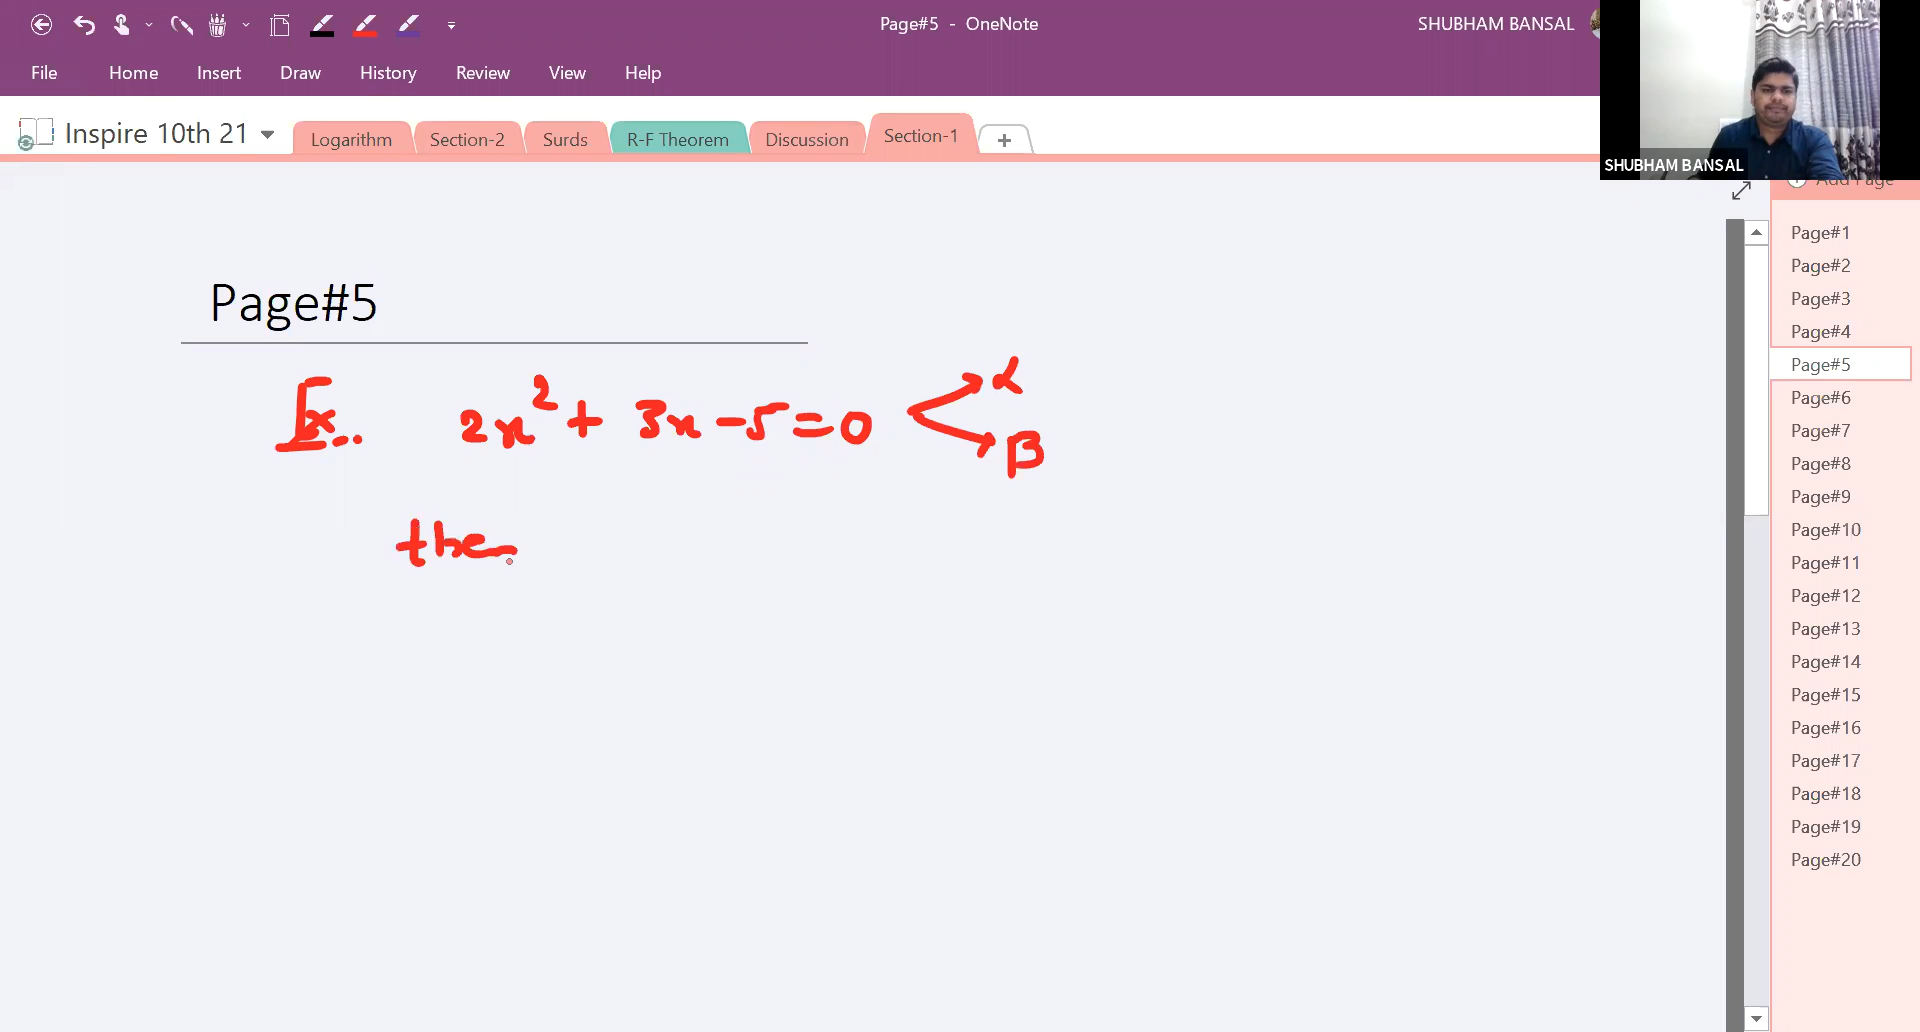 Page#5 - OneNote
SHUBHAM BANSAL
File Home Insert Draw History Review View Help
SHUBHAM BANSAL
Inspire 10th 21
Logarithm Section-2 Surds R-F Theorem Discussion Section-1 +
Add Page
Page#1
Page#2
Page#3
Page#4
Page#5
Page#6
Page#7
Page#8
Page#9
Page#10
Page#11
Page#12
Page#13
Page#14
Page#15
Page#16
Page#17
Page#18
Page#19
Page#20
Page#5
Ex.. 2x² + 3x - 5 = 0 α
β
then